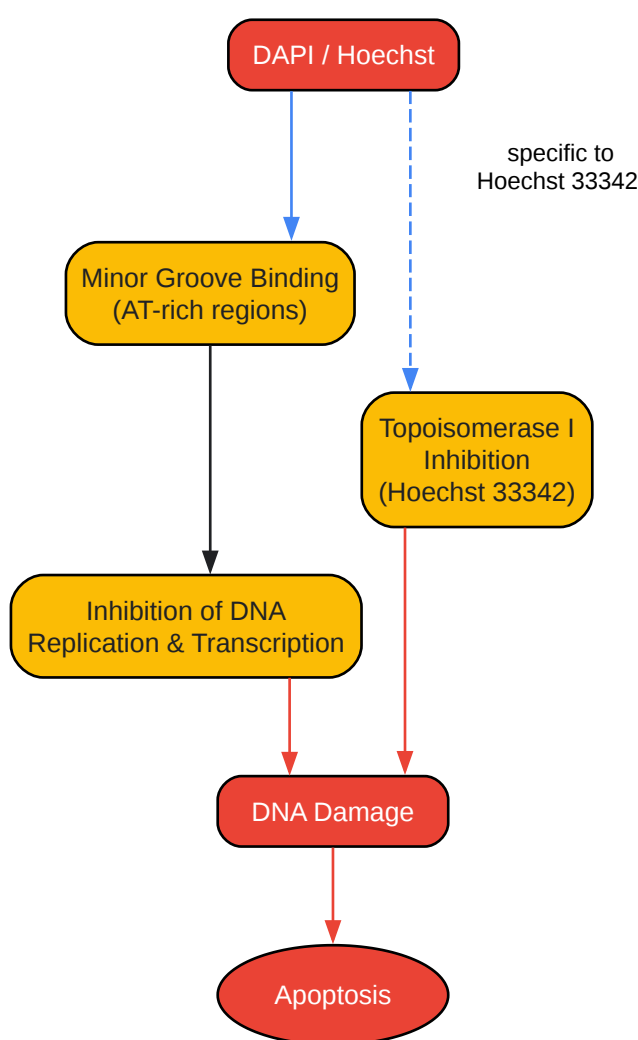 DAPI / Hoechst
specific to
Hoechst 33342
Minor Groove Binding
(AT-rich regions)
Topoisomerase I
Inhibition
(Hoechst 33342)
Inhibition of DNA
Replication & Transcription
DNA Damage
Apoptosis